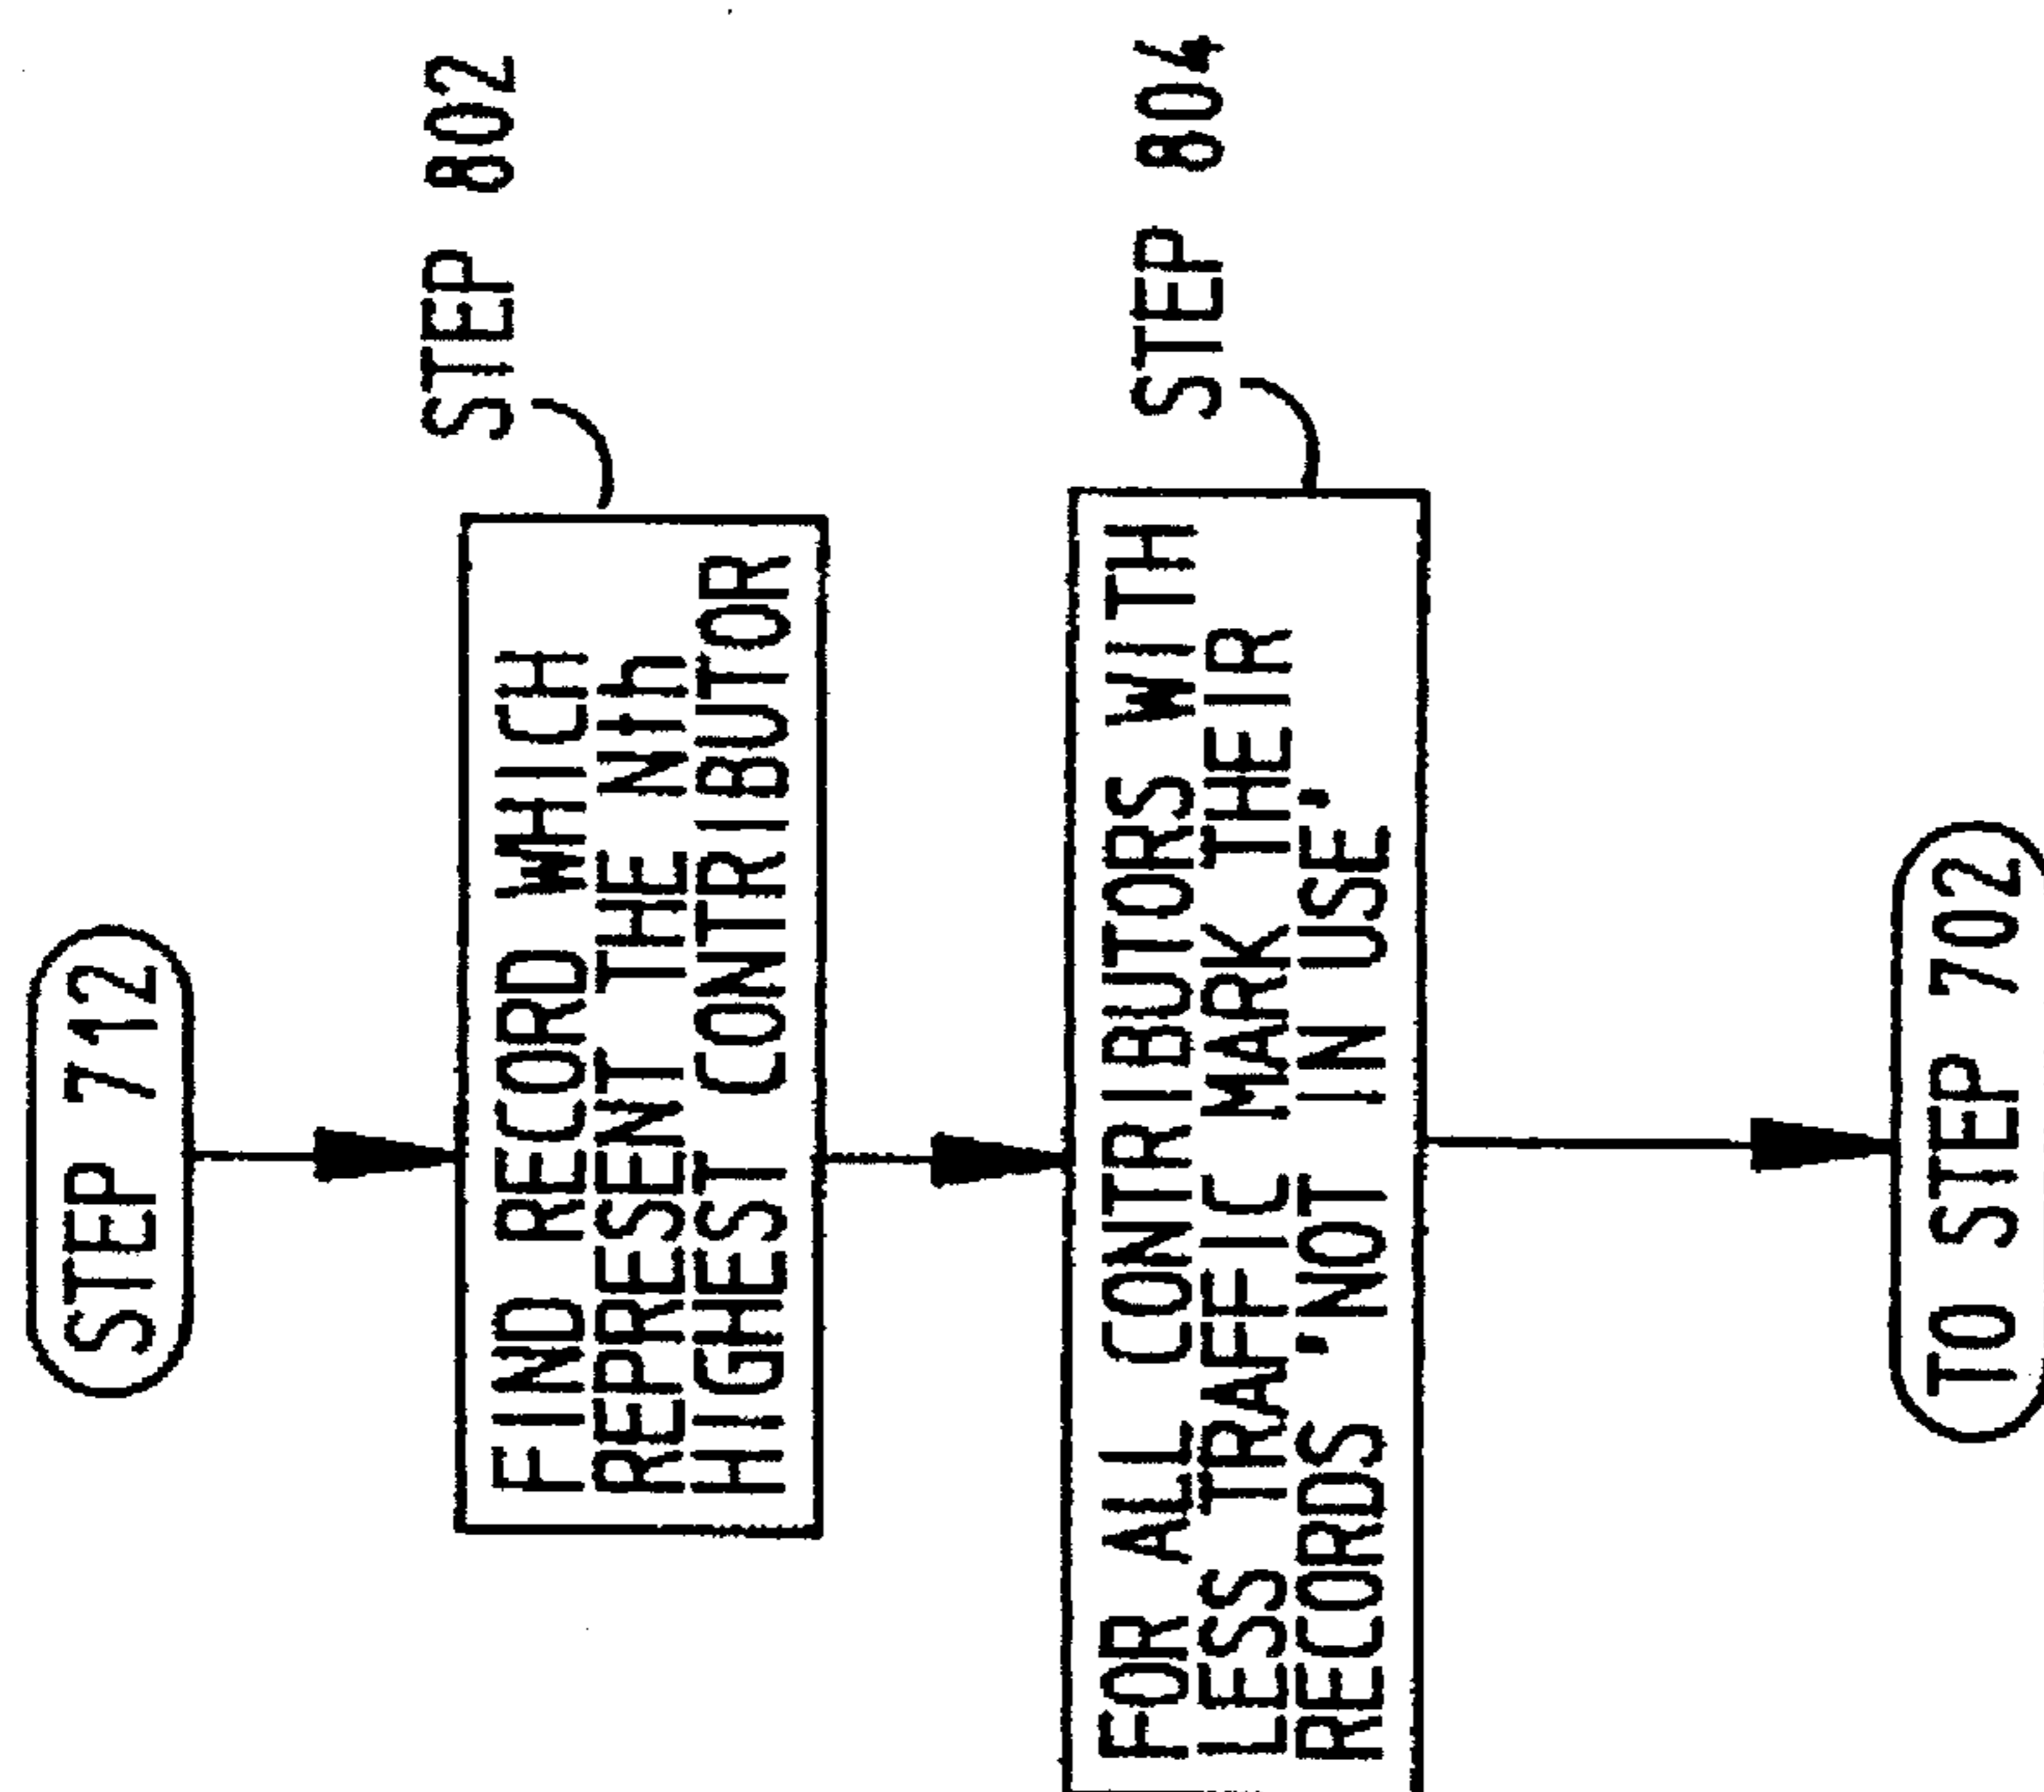 STEP 712
STEP 802
FIND RECORD WHICH
REPRESENT THE Nth
HIGHEST CONTRIBUTOR
STEP 804
FOR ALL CONTRIBUTORS WITH
LESS TRAFFIC MARK THEIR
RECORDS 'NOT IN USE'
TO STEP 702